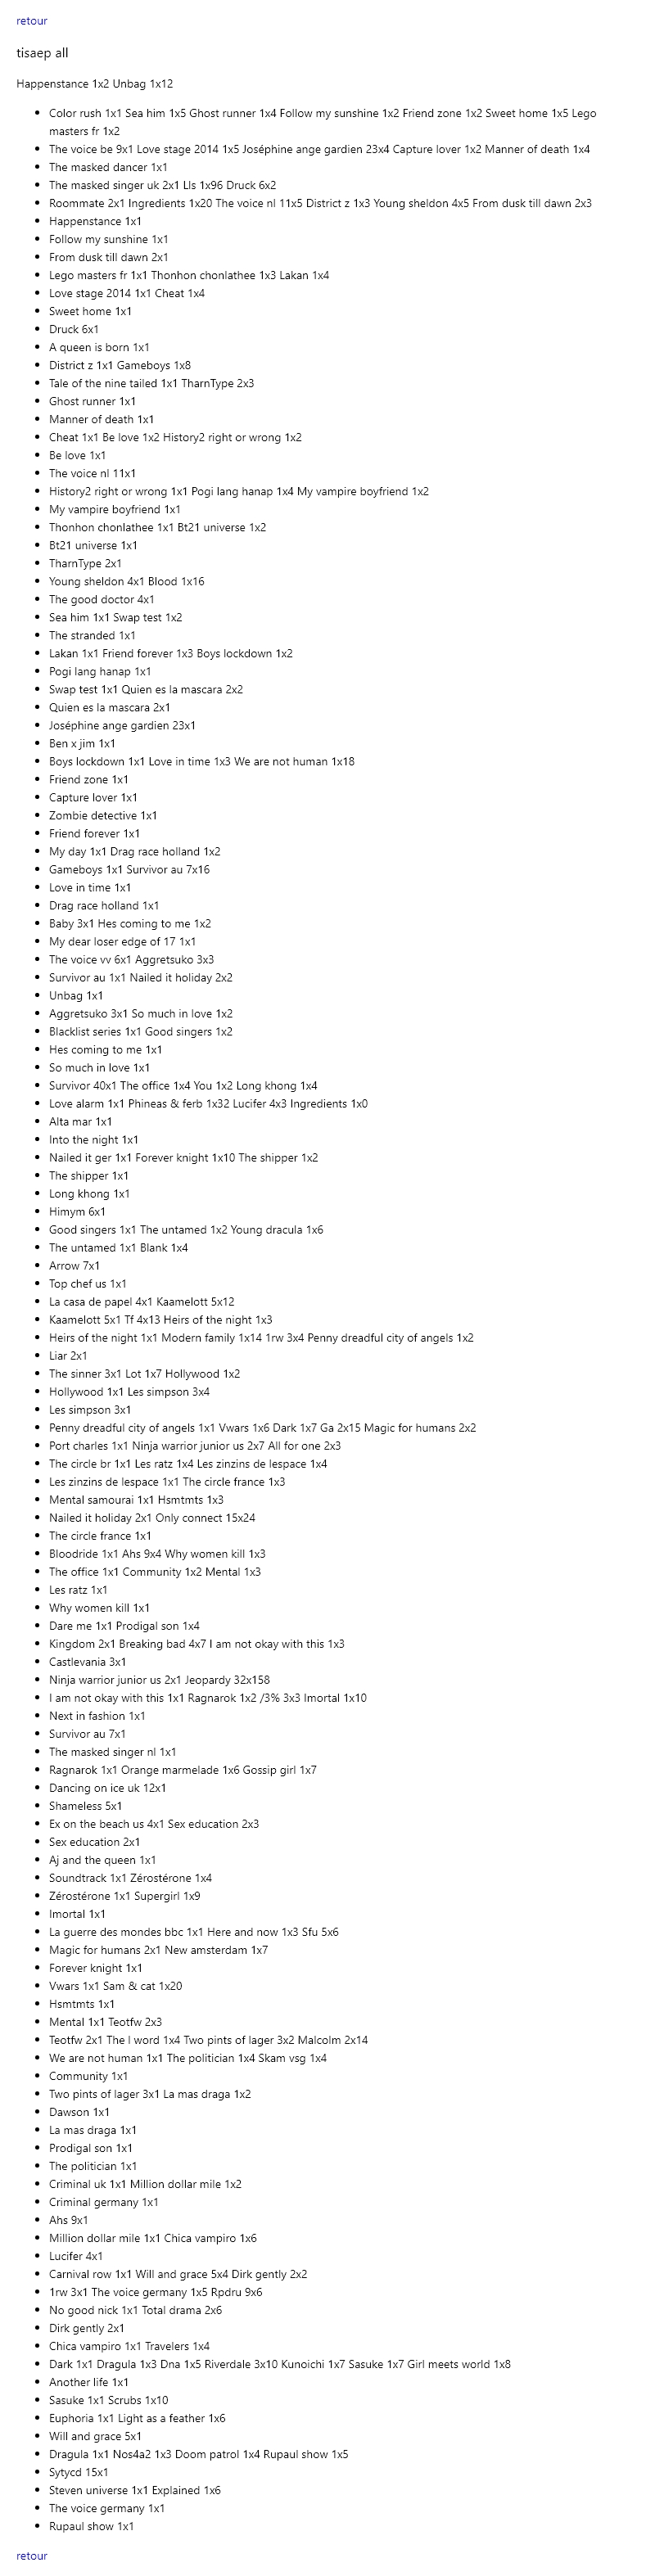 retour
tisaep all
Happenstance 1x2 Unbag 1x12
Color rush 1x1 Sea him 1x5 Ghost runner 1x4 Follow my sunshine 1x2 Friend zone 1x2 Sweet home 1x5 Lego
masters fr 1x2
The voice be 9x1 Love stage 2014 1x5 Joséphine ange gardien 23x4 Capture lover 1x2 Manner of death 1x4
The masked dancer 1x1
The masked singer uk 2x1 Lls 1x96 Druck 6x2
Roommate 2x1 Ingredients 1x20 The voice nl 11x5 District z 1x3 Young sheldon 4x5 From dusk till dawn 2x3
Happenstance 1x1
Follow my sunshine 1x1
From dusk till dawn 2x1
Lego masters fr 1x1 Thonhon chonlathee 1x3 Lakan 1x4
Love stage 2014 1x1 Cheat 1x4
Sweet home 1x1
Druck 6x1
A queen is born 1x1
District z 1x1 Gameboys 1x8
Tale of the nine tailed 1x1 TharnType 2x3
Ghost runner 1x1
Manner of death 1x1
Cheat 1x1 Be love 1x2 History2 right or wrong 1x2
Be love 1x1
The voice nl 11x1
History2 right or wrong 1x1 Pogi lang hanap 1x4 My vampire boyfriend 1x2
My vampire boyfriend 1x1
Thonhon chonlathee 1x1 Bt21 universe 1x2
Bt21 universe 1x1
TharnType 2x1
Young sheldon 4x1 Blood 1x16
The good doctor 4x1
Sea him 1x1 Swap test 1x2
The stranded 1x1
Lakan 1x1 Friend forever 1x3 Boys lockdown 1x2
Pogi lang hanap 1x1
Swap test 1x1 Quien es la mascara 2x2
Quien es la mascara 2x1
Joséphine ange gardien 23x1
Ben x jim 1x1
Boys lockdown 1x1 Love in time 1x3 We are not human 1x18
Friend zone 1x1
Capture lover 1x1
Zombie detective 1x1
Friend forever 1x1
My day 1x1 Drag race holland 1x2
Gameboys 1x1 Survivor au 7x16
Love in time 1x1
Drag race holland 1x1
Baby 3x1 Hes coming to me 1x2
My dear loser edge of 17 1x1
The voice vv 6x1 Aggretsuko 3x3
Survivor au 1x1 Nailed it holiday 2x2
Unbag 1x1
Aggretsuko 3x1 So much in love 1x2
Blacklist series 1x1 Good singers 1x2
Hes coming to me 1x1
So much in love 1x1
Survivor 40x1 The office 1x4 You 1x2 Long khong 1x4
Love alarm 1x1 Phineas & ferb 1x32 Lucifer 4x3 Ingredients 1x0
Alta mar 1x1
Into the night 1x1
Nailed it ger 1x1 Forever knight 1x10 The shipper 1x2
The shipper 1x1
Long khong 1x1
Himym 6x1
Good singers 1x1 The untamed 1x2 Young dracula 1x6
The untamed 1x1 Blank 1x4
Arrow 7x1
Top chef us 1x1
La casa de papel 4x1 Kaamelott 5x12
Kaamelott 5x1 Tf 4x13 Heirs of the night 1x3
Heirs of the night 1x1 Modern family 1x14 1rw 3x4 Penny dreadful city of angels 1x2
Liar 2x1
The sinner 3x1 Lot 1x7 Hollywood 1x2
Hollywood 1x1 Les simpson 3x4
Les simpson 3x1
Penny dreadful city of angels 1x1 Vwars 1x6 Dark 1x7 Ga 2x15 Magic for humans 2x2
Port charles 1x1 Ninja warrior junior us 2x7 All for one 2x3
The circle br 1x1 Les ratz 1x4 Les zinzins de lespace 1x4
Les zinzins de lespace 1x1 The circle france 1x3
Mental samourai 1x1 Hsmtmts 1x3
Nailed it holiday 2x1 Only connect 15x24
The circle france 1x1
Bloodride 1x1 Ahs 9x4 Why women kill 1x3
The office 1x1 Community 1x2 Mental 1x3
Les ratz 1x1
Why women kill 1x1
Dare me 1x1 Prodigal son 1x4
Kingdom 2x1 Breaking bad 4x7 I am not okay with this 1x3
Castlevania 3x1
Ninja warrior junior us 2x1 Jeopardy 32x158
I am not okay with this 1x1 Ragnarok 1x2 /3% 3x3 Imortal 1x10
Next in fashion 1x1
Survivor au 7x1
The masked singer nl 1x1
Ragnarok 1x1 Orange marmelade 1x6 Gossip girl 1x7
Dancing on ice uk 12x1
Shameless 5x1
Ex on the beach us 4x1 Sex education 2x3
Sex education 2x1
Aj and the queen 1x1
Soundtrack 1x1 Zérostérone 1x4
Zérostérone 1x1 Supergirl 1x9
Imortal 1x1
La guerre des mondes bbc 1x1 Here and now 1x3 Sfu 5x6
Magic for humans 2x1 New amsterdam 1x7
Forever knight 1x1
Vwars 1x1 Sam & cat 1x20
Hsmtmts 1x1
Mental 1x1 Teotfw 2x3
Teotfw 2x1 The l word 1x4 Two pints of lager 3x2 Malcolm 2x14
We are not human 1x1 The politician 1x4 Skam vsg 1x4
Community 1x1
Two pints of lager 3x1 La mas draga 1x2
Dawson 1x1
La mas draga 1x1
Prodigal son 1x1
The politician 1x1
Criminal uk 1x1 Million dollar mile 1x2
Criminal germany 1x1
Ahs 9x1
Million dollar mile 1x1 Chica vampiro 1x6
Lucifer 4x1
Carnival row 1x1 Will and grace 5x4 Dirk gently 2x2
1rw 3x1 The voice germany 1x5 Rpdru 9x6
No good nick 1x1 Total drama 2x6
Dirk gently 2x1
Chica vampiro 1x1 Travelers 1x4
Dark 1x1 Dragula 1x3 Dna 1x5 Riverdale 3x10 Kunoichi 1x7 Sasuke 1x7 Girl meets world 1x8
Another life 1x1
Sasuke 1x1 Scrubs 1x10
Euphoria 1x1 Light as a feather 1x6
Will and grace 5x1
Dragula 1x1 Nos4a2 1x3 Doom patrol 1x4 Rupaul show 1x5
Sytycd 15x1
Steven universe 1x1 Explained 1x6
The voice germany 1x1
Rupaul show 1x1
retour